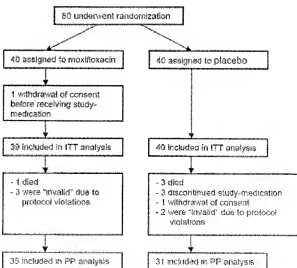 80 underwent randomization
40 assigned to moxifloxacin
40 assigned to placebo
1 withdrawal of consent
before receiving study-
medication
39 included in ITT analysis
40 included in ITT analysis
- 1 died
- 3 were "invalid" due to
protocol violations
- 3 died
- 3 discontinued study-medication
- 1 withdrawal of consent
- 2 were "invalid" due to protocol
violations
35 included in PP analysis
31 included in PP analysis